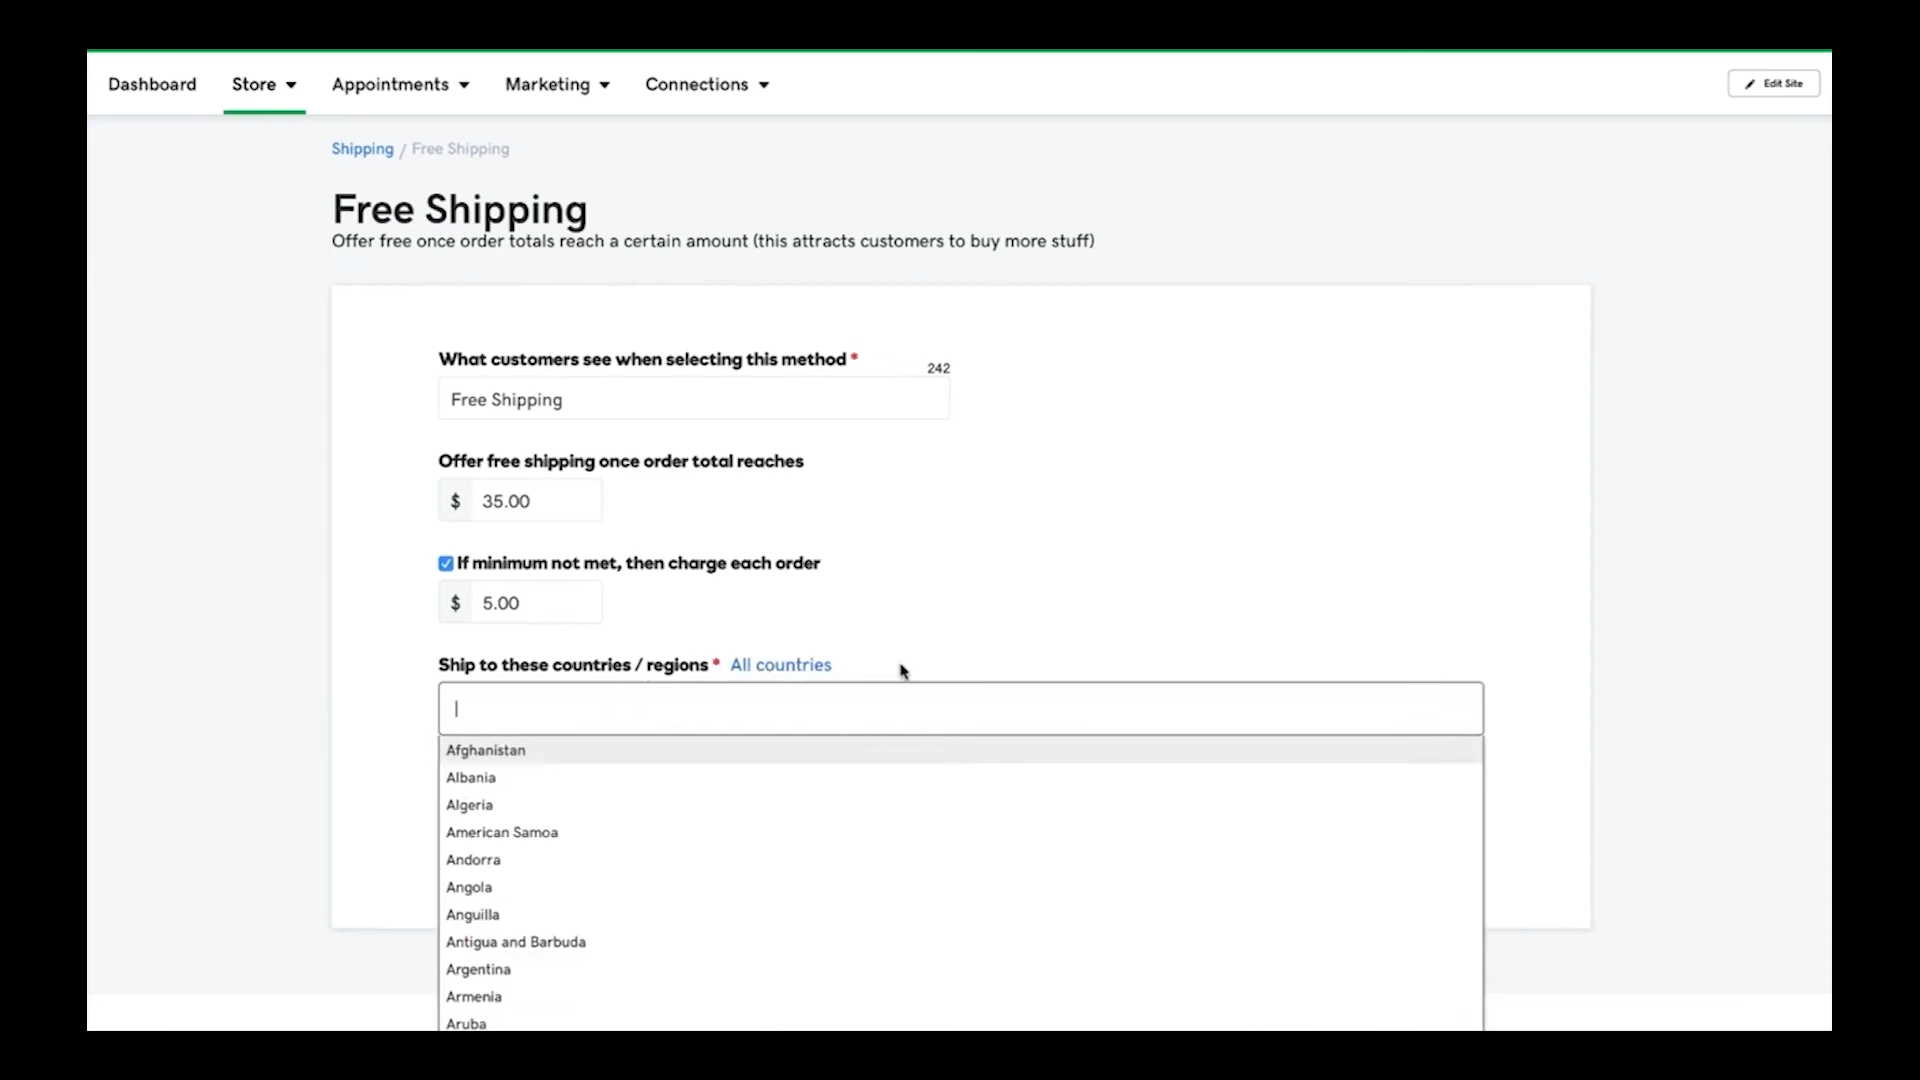 Dashboard Store Appointments Marketing Connections Edit Site
Shipping / Free Shipping
Free Shipping
Offer free once order totals reach a certain amount (this attracts customers to buy more stuff)
What customers see when selecting this method *
242
Free Shipping
Offer free shipping once order total reaches
$ 35.00
If minimum not met, then charge each order
$ 5.00
Ship to these countries / regions * All countries
Afghanistan
Albania
Algeria
American Samoa
Andorra
Angola
Anguilla
Antigua and Barbuda
Argentina
Armenia
Aruba